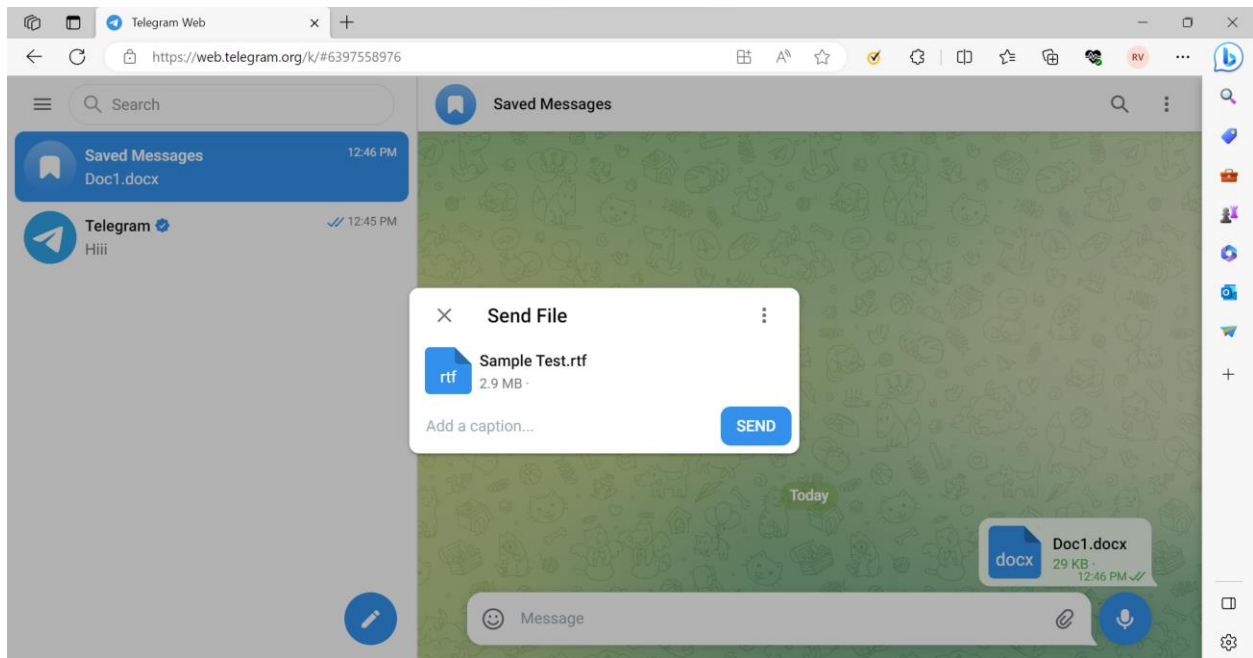 Telegram Web
https://web.telegram.org/k/#6397558976
RV
Search
Saved Messages
12:46 PM
Doc1.docx
Telegram
12:45 PM
Hiii
Saved Messages
Send File
rtf
Sample Test.rtf
2.9 MB ·
Add a caption...
SEND
Today
docx
Doc1.docx
29 KB ·
12:46 PM
Message